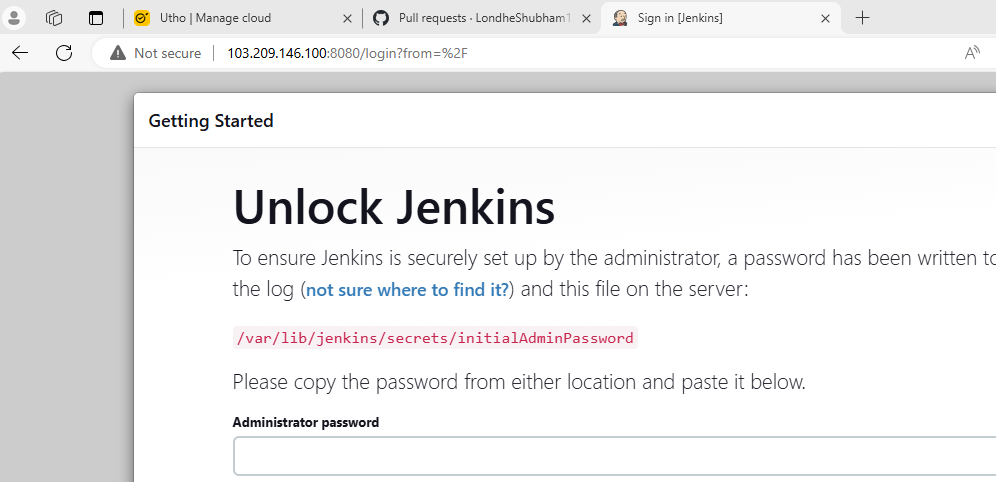 Utho | Manage cloud
Pull requests · LondheShubham1
Sign in [Jenkins]
Not secure
103.209.146.100:8080/login?from=%2F
Getting Started
Unlock Jenkins
To ensure Jenkins is securely set up by the administrator, a password has been written to
the log (not sure where to find it?) and this file on the server:
/var/lib/jenkins/secrets/initialAdminPassword
Please copy the password from either location and paste it below.
Administrator password